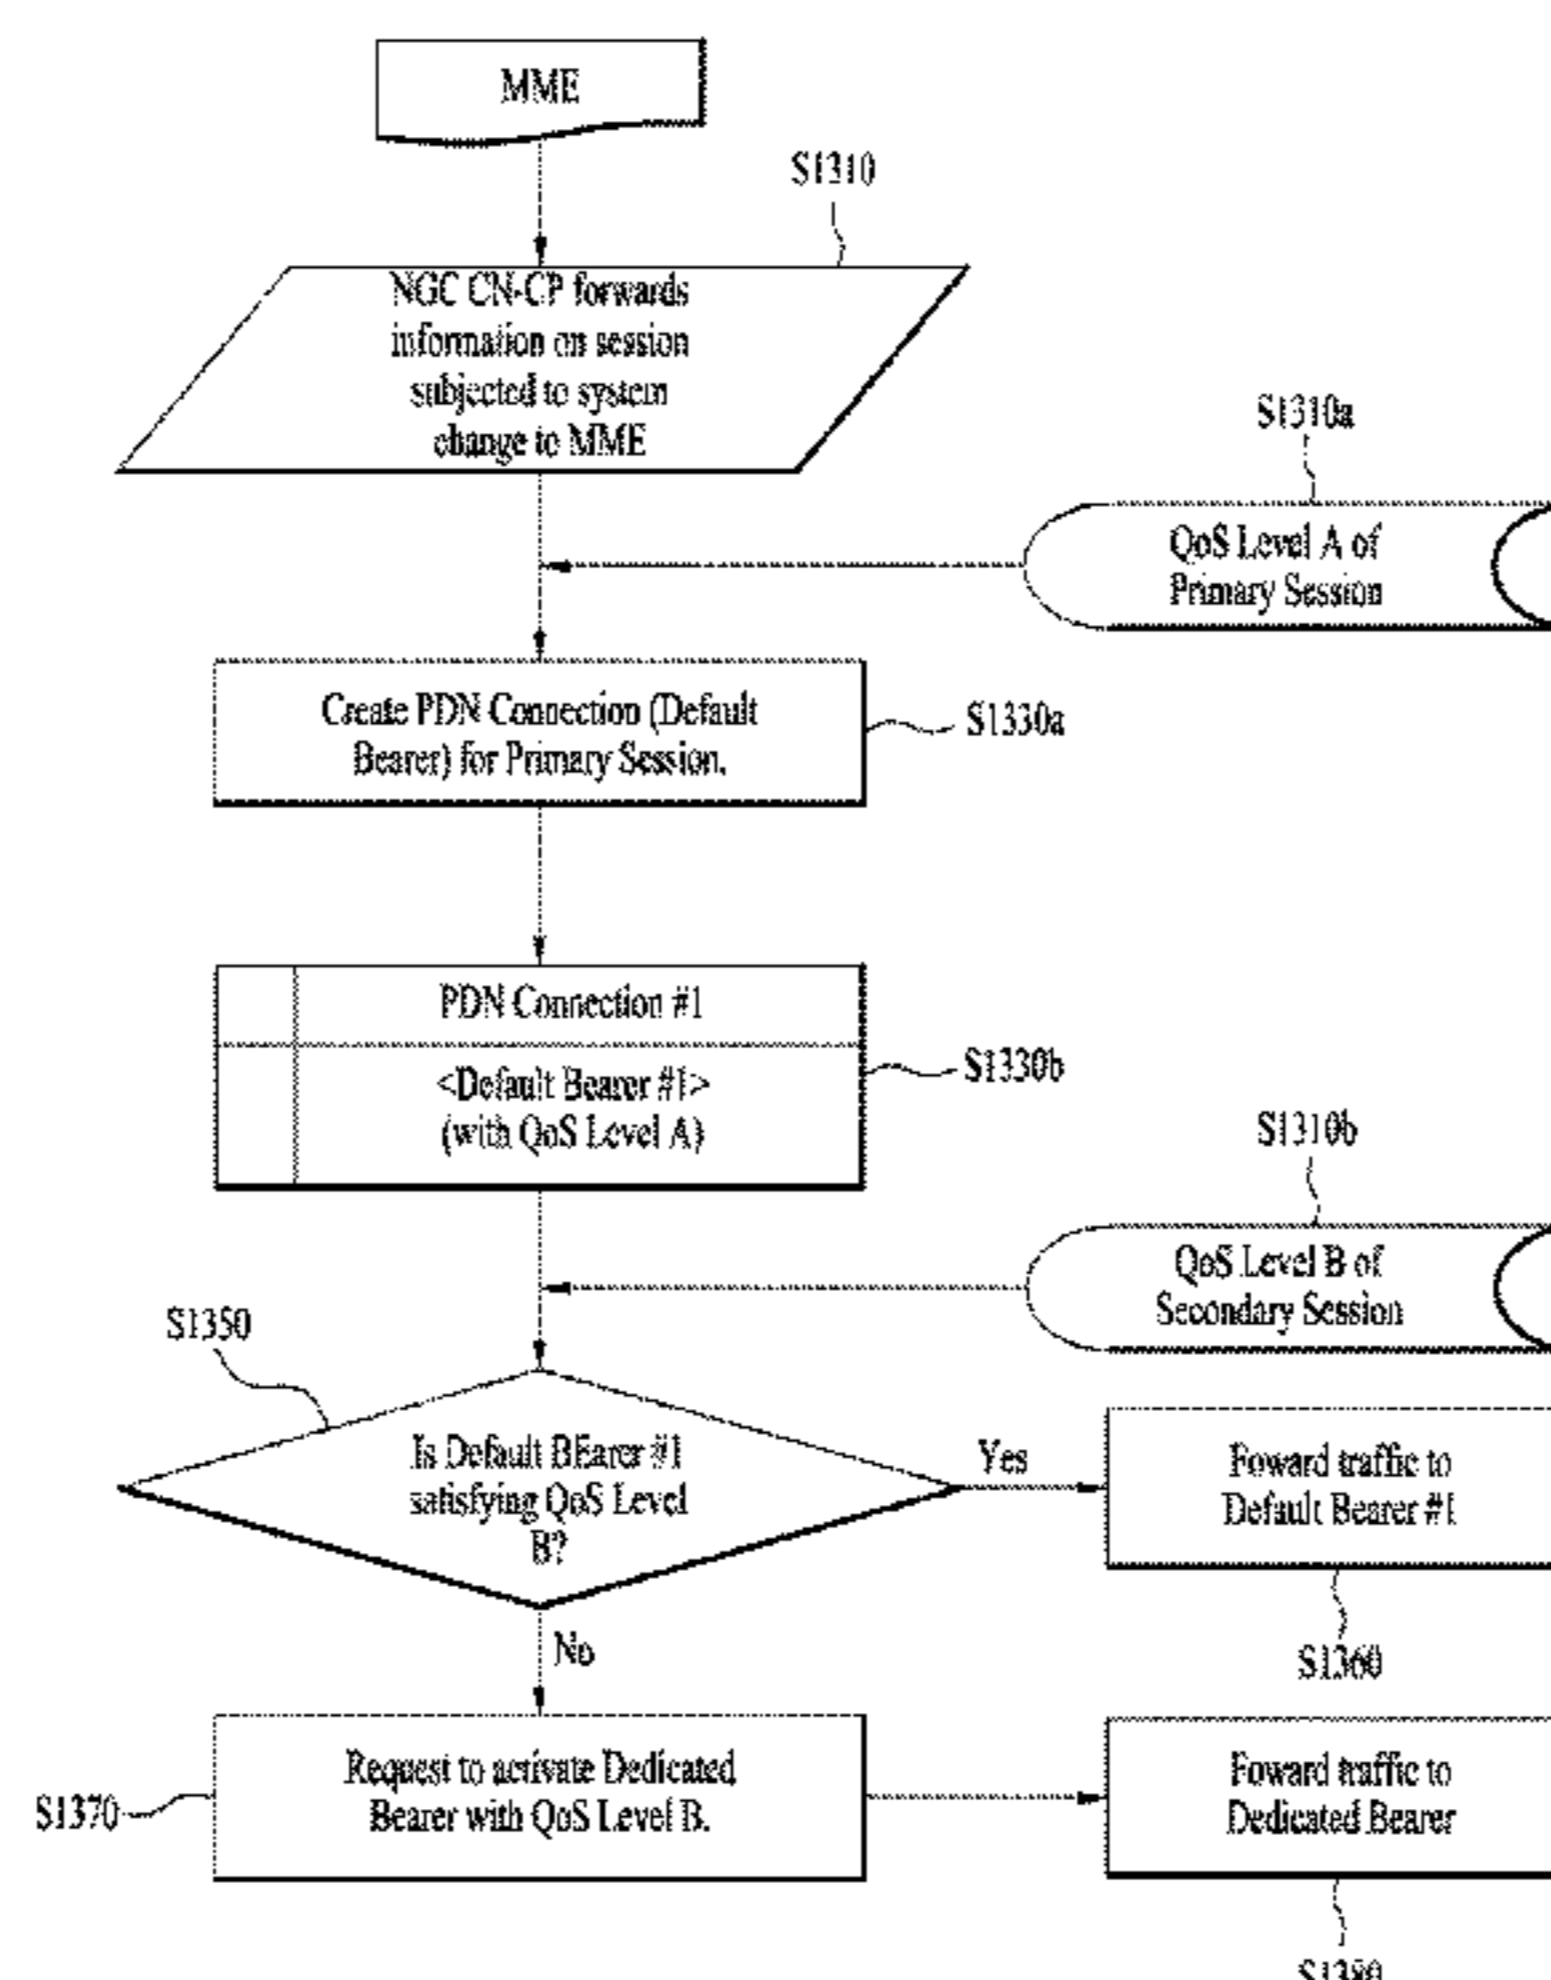 MME
S1310
NGC CN-CP forwards
information on session
subjected to system
change to MME
S1310a
QoS Level A of
Primary Session
Create PDN Connection (Default
Bearer) for Primary Session.
S1330a
PDN Connection #1
<Default Bearer #1>
(with QoS Level A)
S1330b
S1310b
QoS Level B of
Secondary Session
S1350
Is Default BEarer #1
satisfying QoS Level
B?
Yes
Foward traffic to
Default Bearer #1
S1360
No
Request to activate Dedicated
Bearer with QoS Level B.
S1370
Foward traffic to
Dedicated Bearer